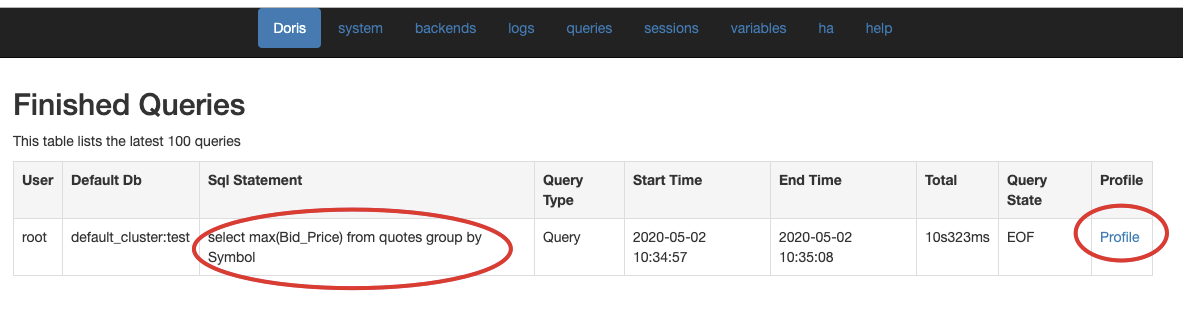 Doris system backends logs queries sessions variables ha help
Finished Queries
This table lists the latest 100 queries
User Default Db Sql Statement Query Type Start Time End Time Total Query State Profile
root default_cluster:test select max(Bid_Price) from quotes group by Symbol Query 2020-05-02 10:34:57 2020-05-02 10:35:08 10s323ms EOF Profile